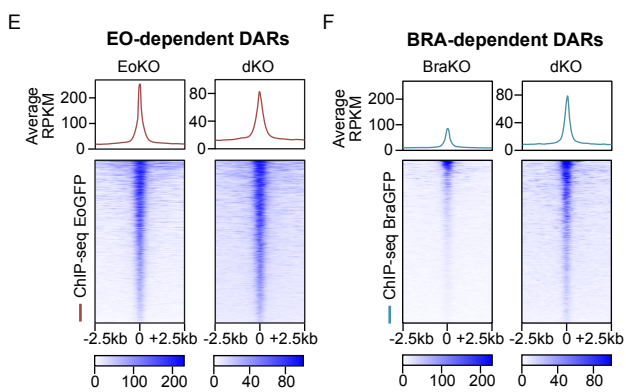 E
EO-dependent DARs
EoKO dKO
Average
RPKM
200
100
0
80
40
0
ChIP-seq EoGFP
-2.5kb 0 +2.5kb -2.5kb 0 +2.5kb
0 100 200 0 40 80
F
BRA-dependent DARs
BraKO dKO
Average
RPKM
200
100
0
80
40
0
ChIP-seq BraGFP
-2.5kb 0 +2.5kb -2.5kb 0 +2.5kb
0 100 200 0 40 80